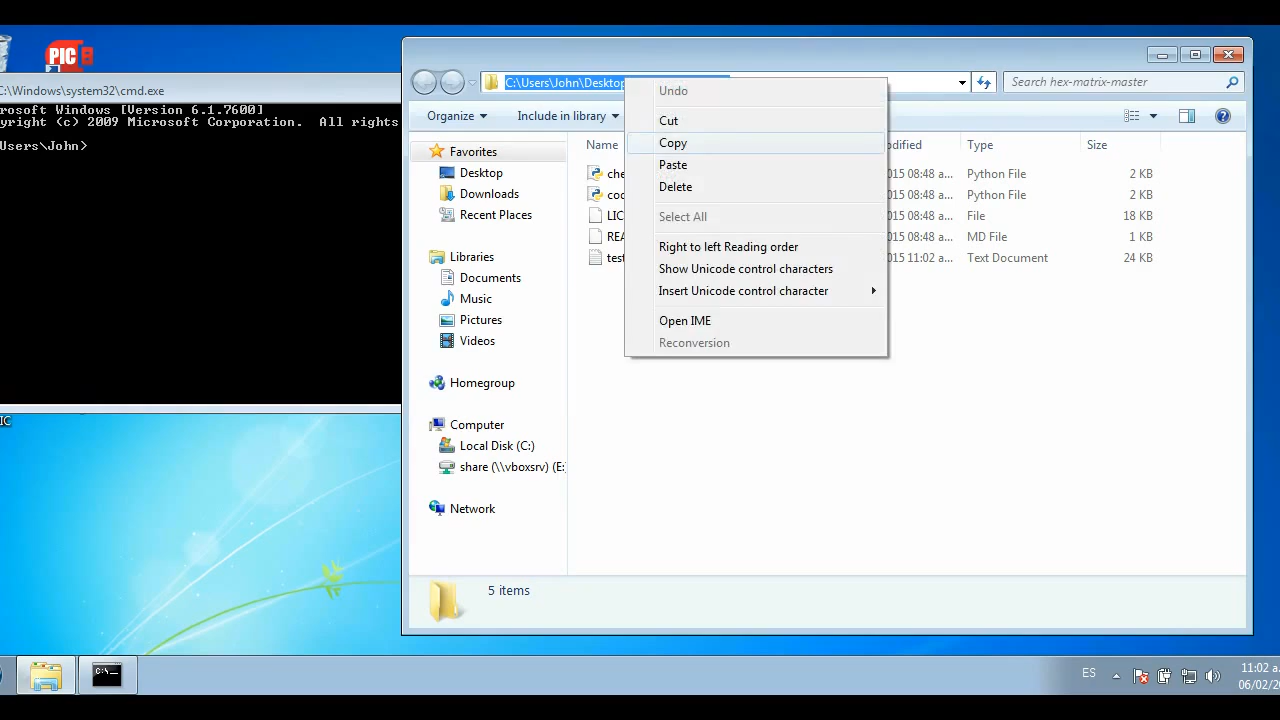 PIC 8
C:\Windows\system32\cmd.exe
rosoft Windows [Version 6.1.7600]
yright (c) 2009 Microsoft Corporation.  All rights
Users\John>
IC
C:\Users\John\Desktop
Search hex-matrix-master
Organize
Include in library
Undo
Cut
Copy
Paste
Delete
Select All
Right to left Reading order
Show Unicode control characters
Insert Unicode control character
Open IME
Reconversion
Favorites
Desktop
Downloads
Recent Places
Libraries
Documents
Music
Pictures
Videos
Homegroup
Computer
Local Disk (C:)
share (\\vboxsrv) (E:
Network
Name odified Type Size
che 015 08:48 a... Python File 2 KB
coc 015 08:48 a... Python File 2 KB
LIC 015 08:48 a... File 18 KB
REA 015 08:48 a... MD File 1 KB
test 015 11:02 a... Text Document 24 KB
5 items
C:\_
ES
11:02 a.
06/02/20